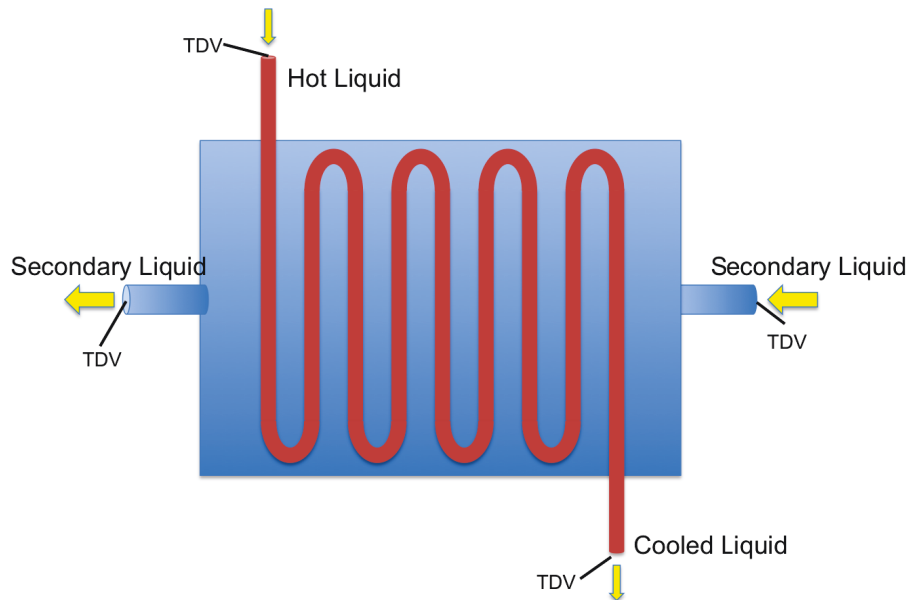 TDV
Hot Liquid
Secondary Liquid
Secondary Liquid
TDV
TDV
Cooled Liquid
TDV